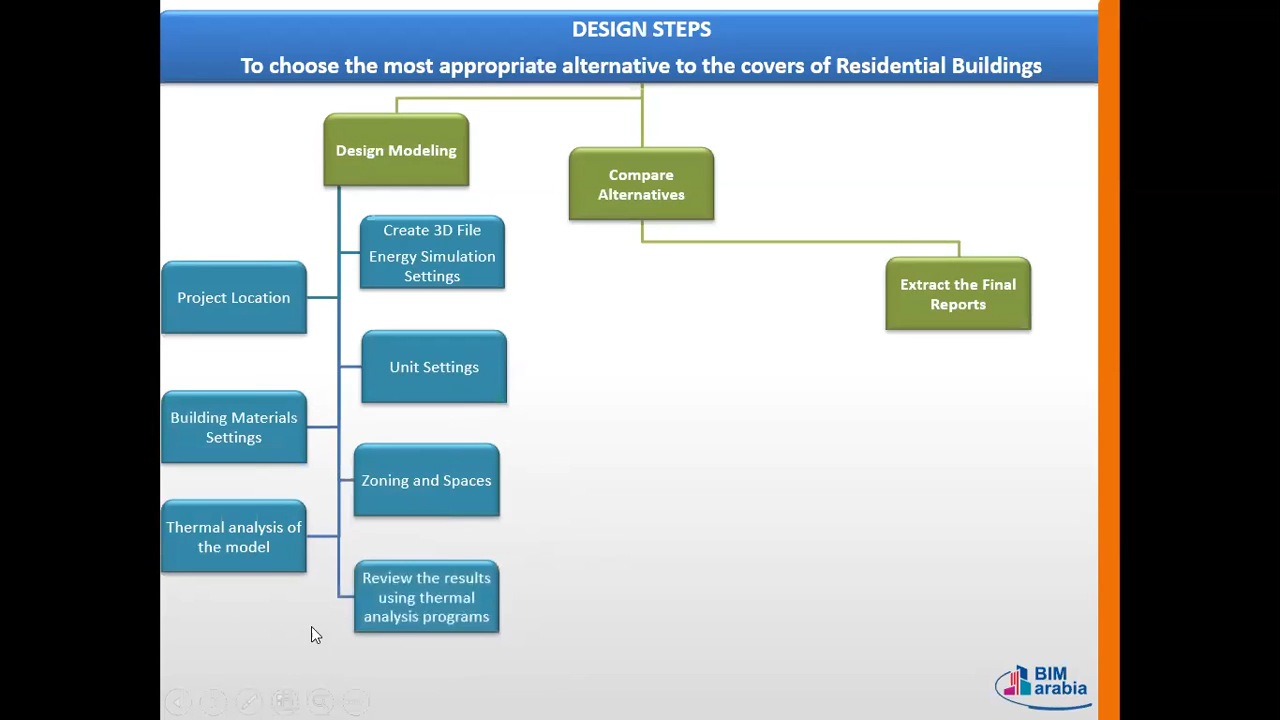 DESIGN STEPS
To choose the most appropriate alternative to the covers of Residential Buildings
Design Modeling
Compare
Alternatives
Extract the Final
Reports
Create 3D File
Energy Simulation
Settings
Project Location
Unit Settings
Building Materials
Settings
Zoning and Spaces
Thermal analysis of
the model
Review the results
using thermal
analysis programs
BIM
arabia